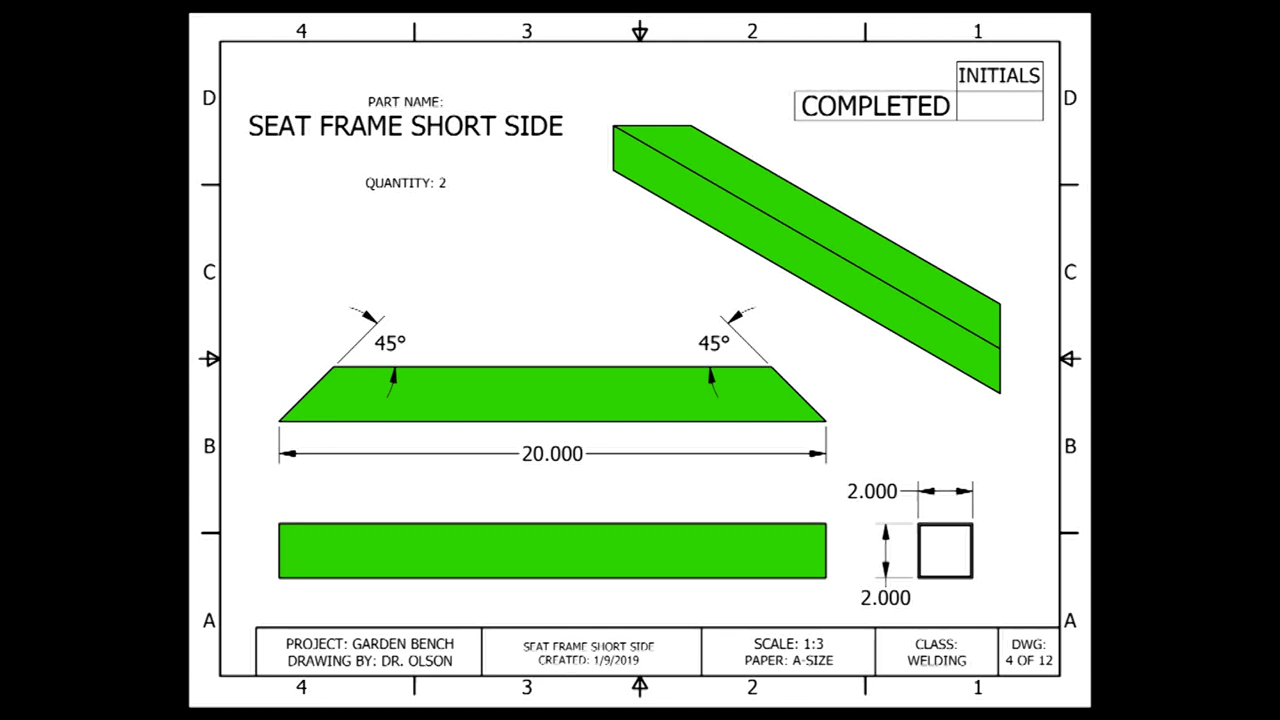 4 3 2 1
INITIALS
D D
PART NAME:
COMPLETED
SEAT FRAME SHORT SIDE
QUANTITY: 2
C C
45° 45°
B B
20.000
2.000
2.000
A A
PROJECT: GARDEN BENCH
DRAWING BY: DR. OLSON
SEAT FRAME SHORT SIDE
CREATED: 1/9/2019
SCALE: 1:3
PAPER: A-SIZE
CLASS:
WELDING
DWG:
4 OF 12
4 3 2 1